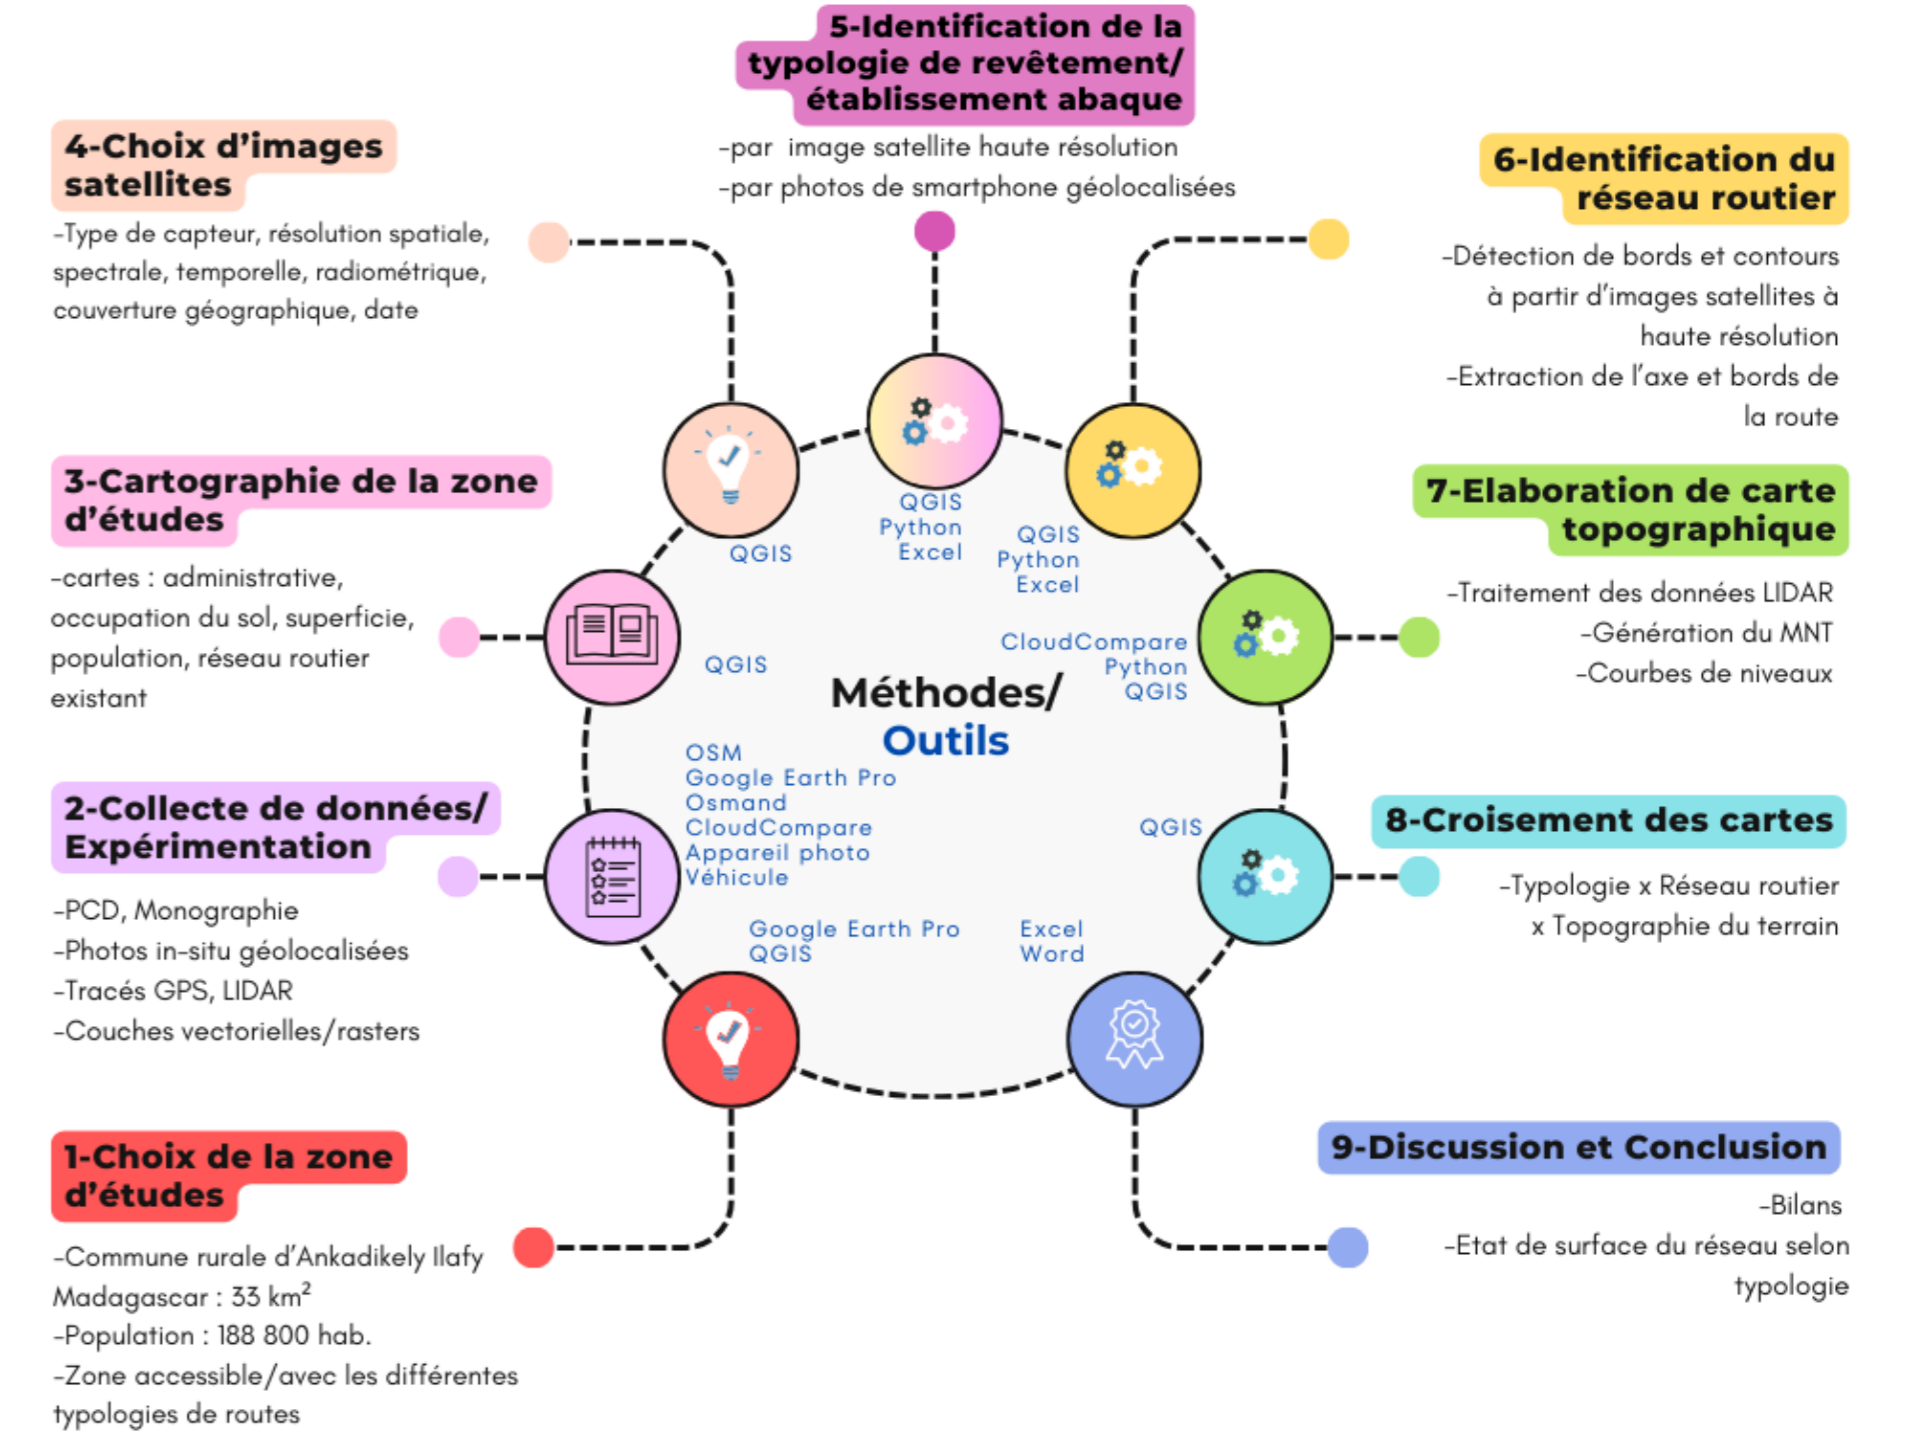 5-Identification de la
typologie de revêtement/
établissement abaque
-par image satellite haute résolution
-par photos de smartphone géolocalisées
4-Choix d’images
satellites
-Type de capteur, résolution spatiale,
spectrale, temporelle, radiométrique,
couverture géographique, date
6-Identification du
réseau routier
-Détection de bords et contours
à partir d’images satellites à
haute résolution
-Extraction de l’axe et bords de
la route
3-Cartographie de la zone
d’études
-cartes : administrative,
occupation du sol, superficie,
population, réseau routier
existant
7-Elaboration de carte
topographique
-Traitement des données LIDAR
-Génération du MNT
-Courbes de niveaux
QGIS
QGIS
Python
Excel
QGIS
Python
Excel
QGIS
CloudCompare
Python
QGIS
Méthodes/
Outils
OSM
Google Earth Pro
Osmand
CloudCompare
Appareil photo
Véhicule
QGIS
Google Earth Pro
QGIS
Excel
Word
2-Collecte de données/
Expérimentation
-PCD, Monographie
-Photos in-situ géolocalisées
-Tracés GPS, LIDAR
-Couches vectorielles/rasters
8-Croisement des cartes
-Typologie x Réseau routier
x Topographie du terrain
1-Choix de la zone
d’études
-Commune rurale d’Ankadikely Ilafy
Madagascar : 33 km²
-Population : 188 800 hab.
-Zone accessible/avec les différentes
typologies de routes
9-Discussion et Conclusion
-Bilans
-Etat de surface du réseau selon
typologie